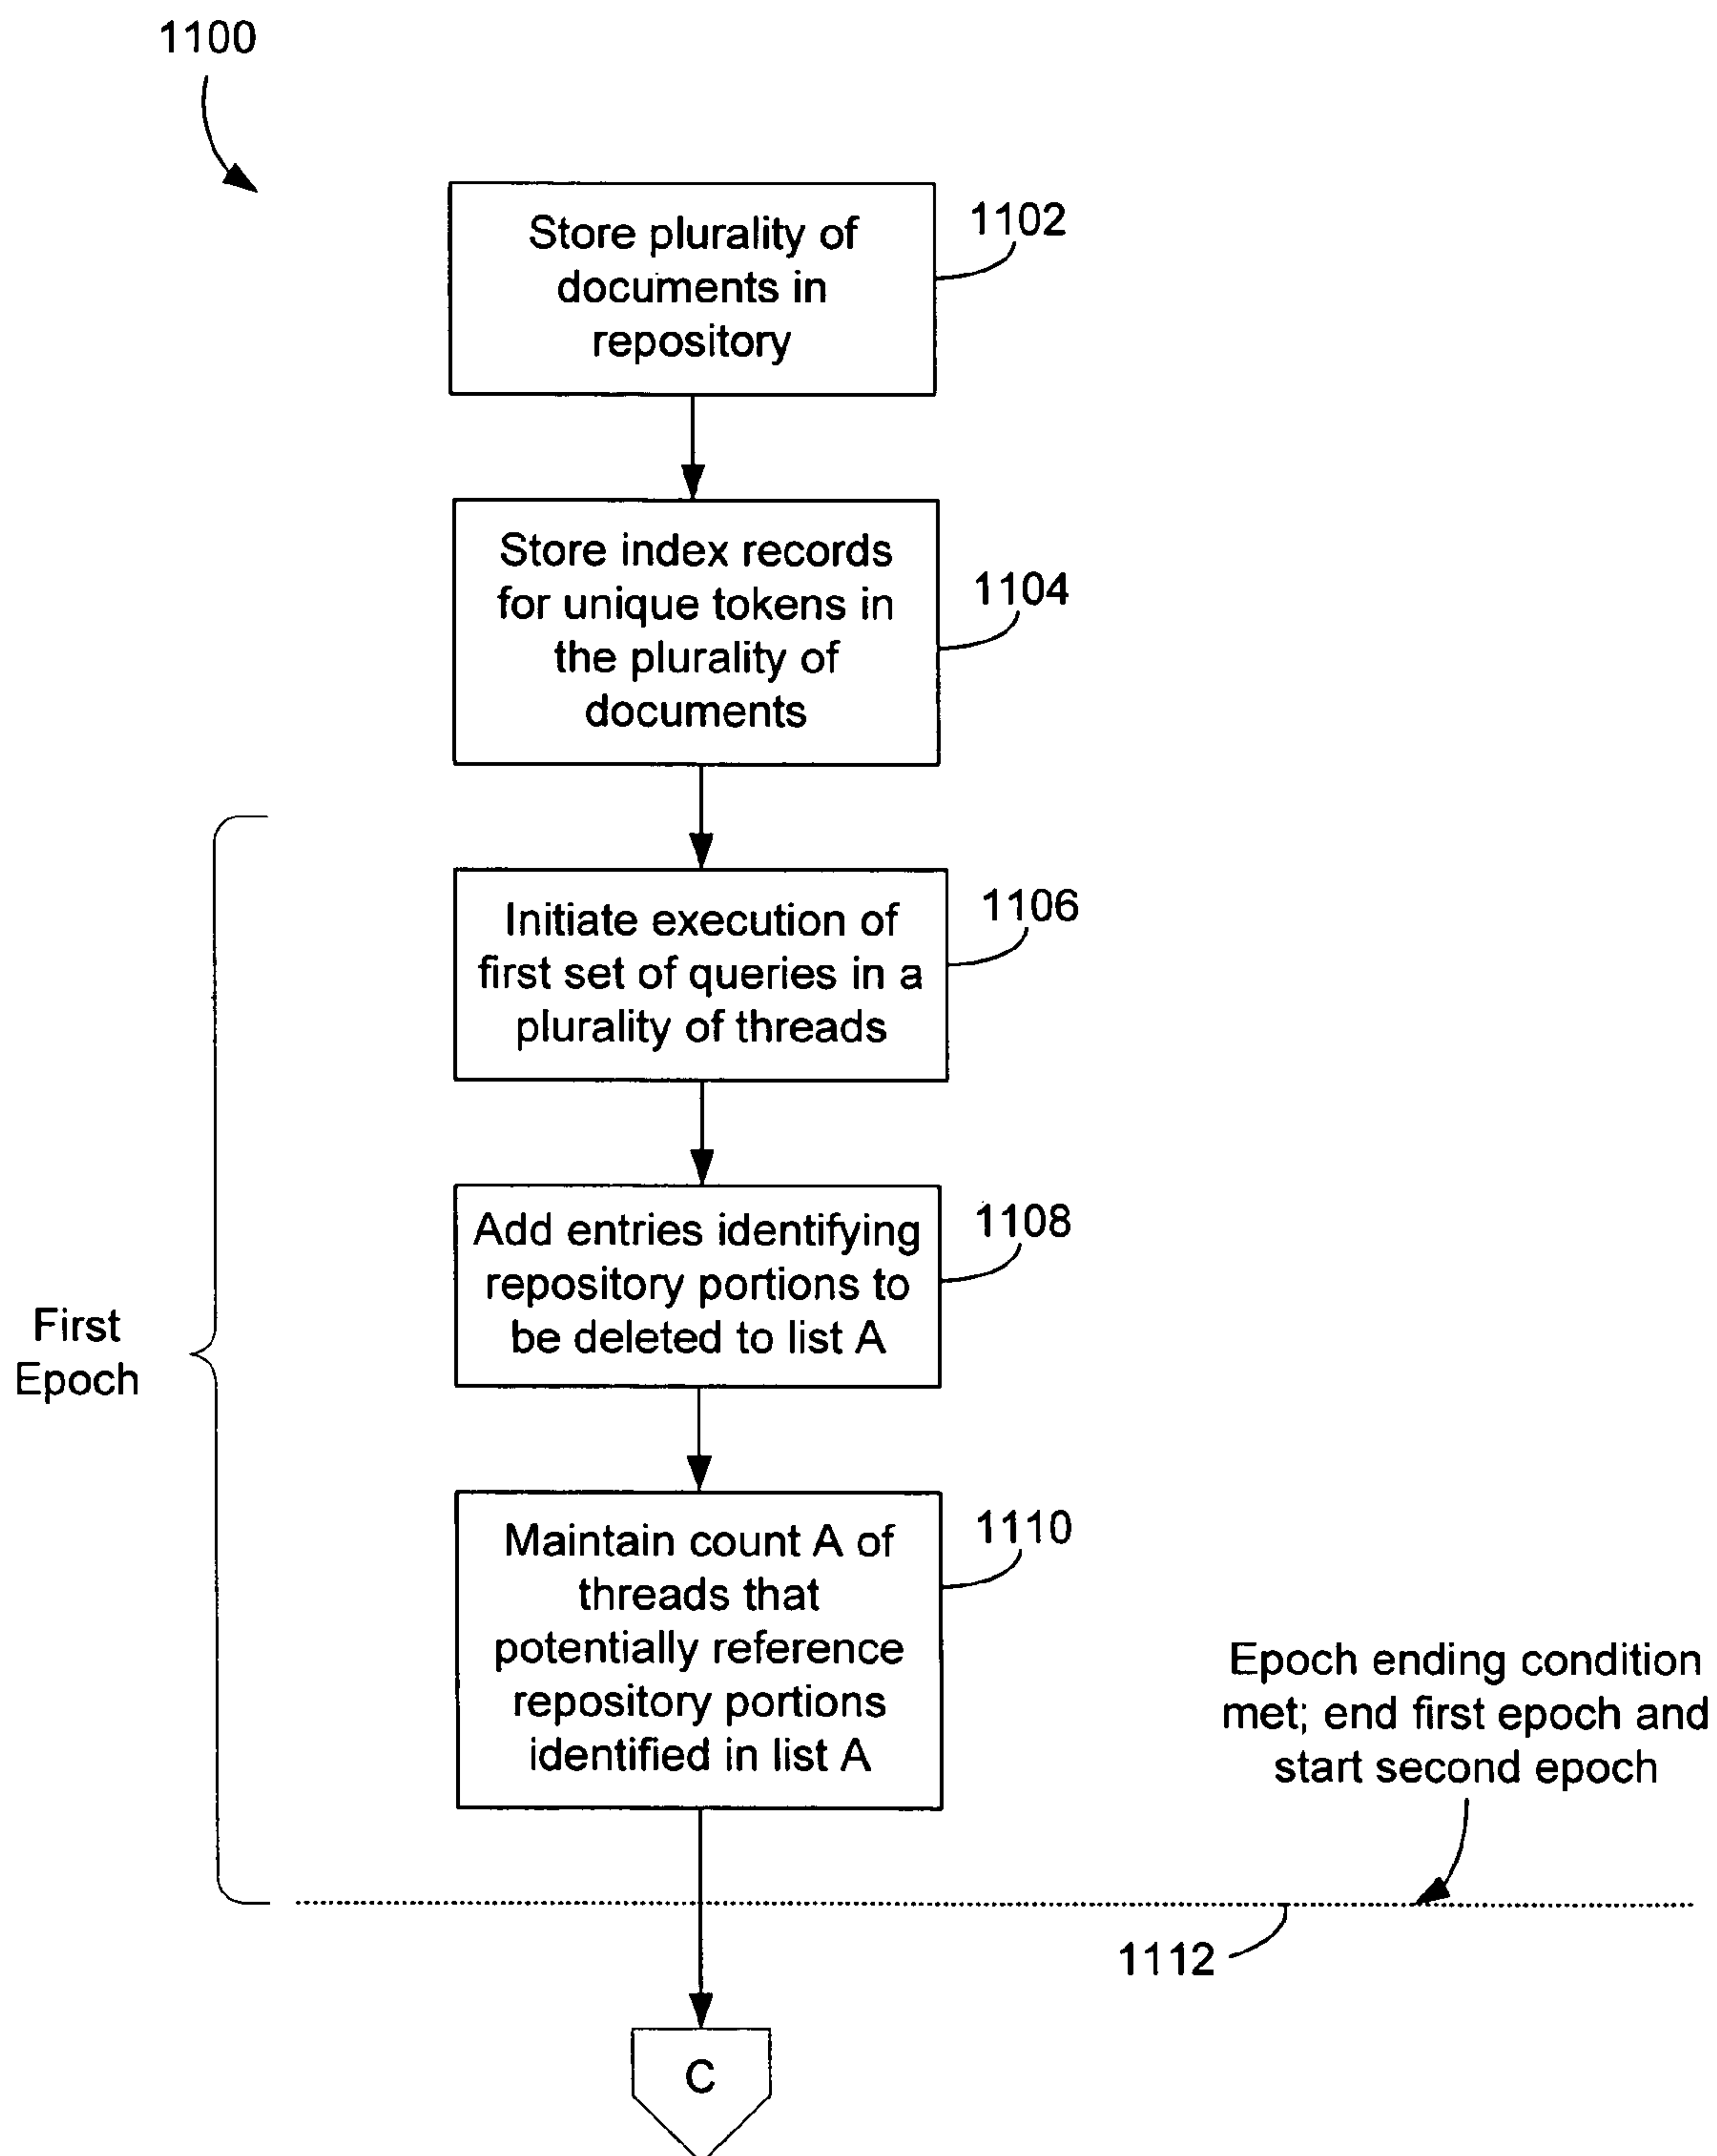 1100
Store plurality of
documents in
repository
1102
Store index records
for unique tokens in
the plurality of
documents
1104
Initiate execution of
first set of queries in a
plurality of threads
1106
Add entries identifying
repository portions to
be deleted to list A
1108
First
Epoch
Maintain count A of
threads that
potentially reference
repository portions
identified in list A
1110
Epoch ending condition
met; end first epoch and
start second epoch
1112
C